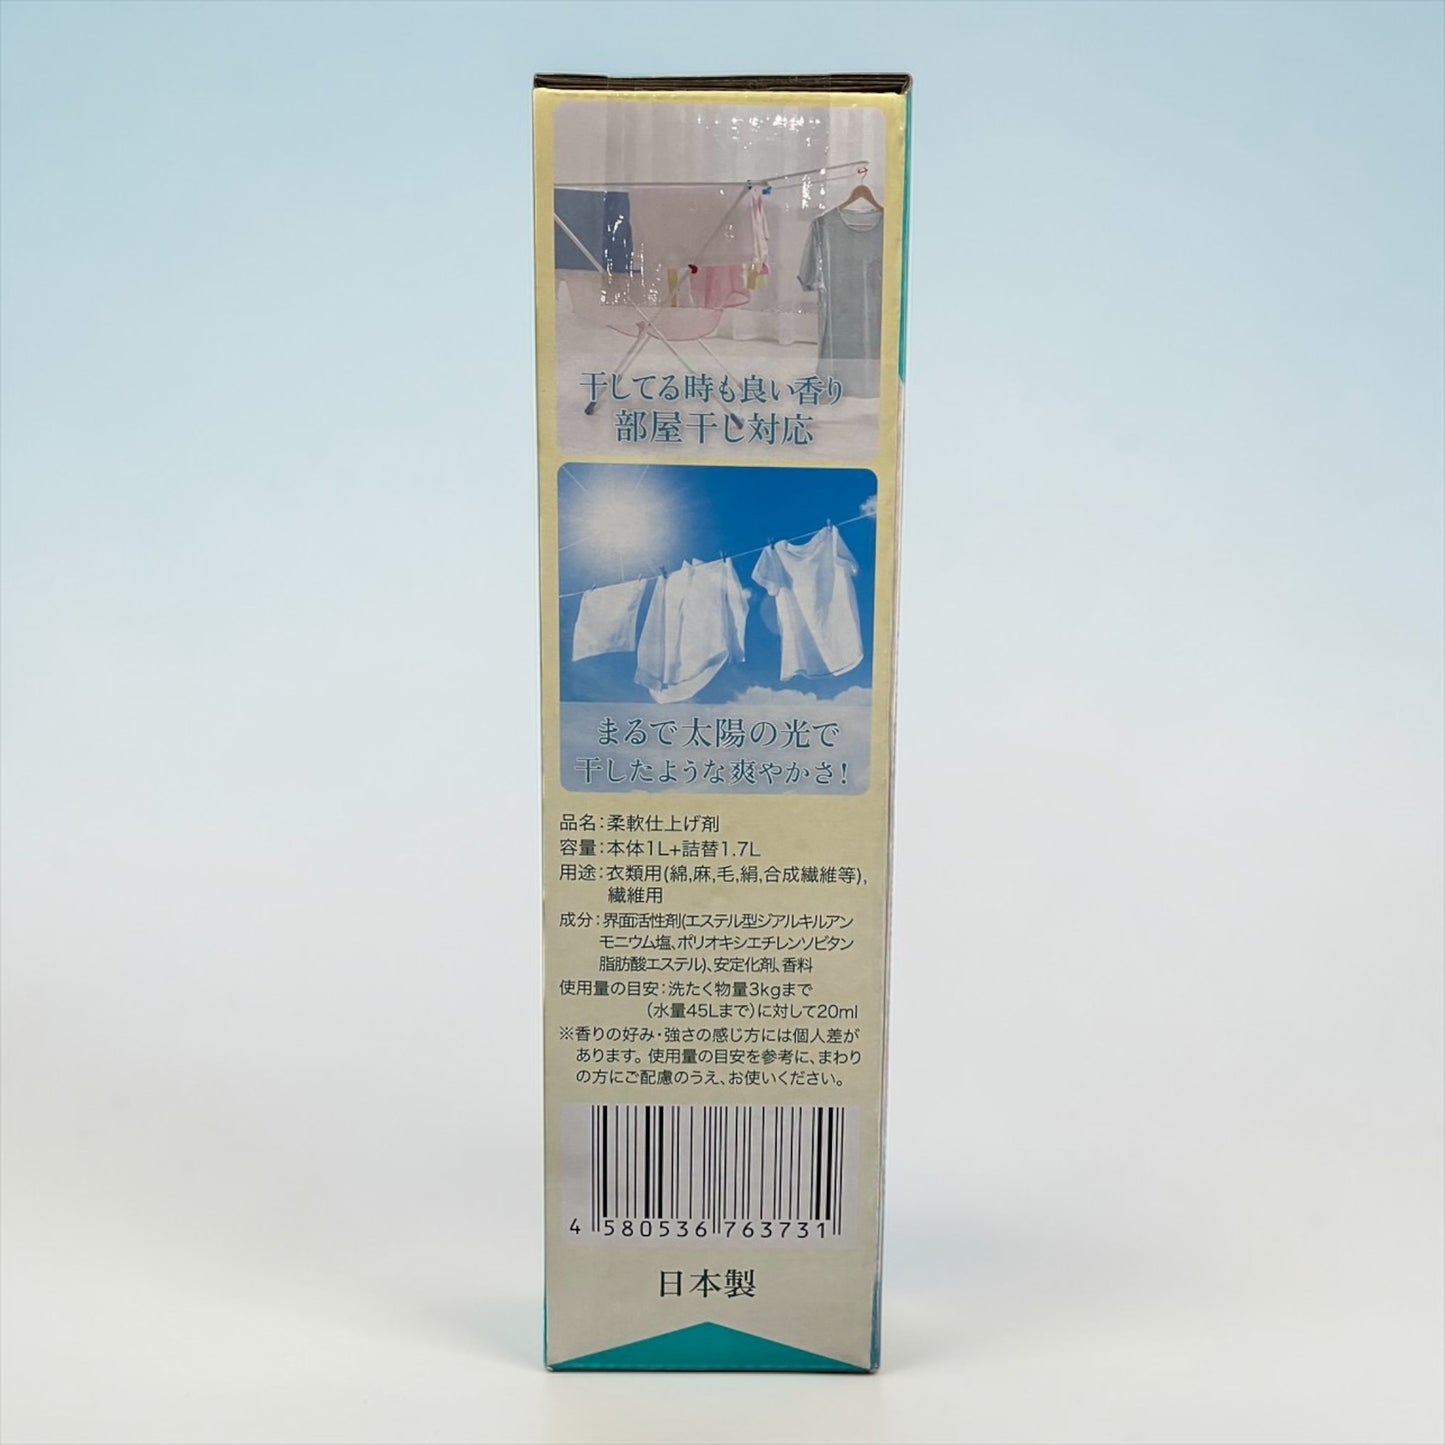 干してる時も良い香り
部屋干し対応
まるで太陽の光で
干したような爽やかさ!
品名:柔軟仕上げ剤
容量:本体1L+詰替1.7L
用途:衣類用(綿,麻,毛,絹,合成繊維等),
繊維用
成分:界面活性剤(エステル型ジアルキルアン
モニウム塩、ポリオキシエチレンソビタン
脂肪酸エステル)、安定化剤、香料
使用量の目安:洗たく物量3kgまで
(水量45Lまで)に対して20ml
※香りの好み・強さの感じ方には個人差が
あります。使用量の目安を参考に、まわり
の方にご配慮のうえ、お使いください。
4 580536 763731
日本製